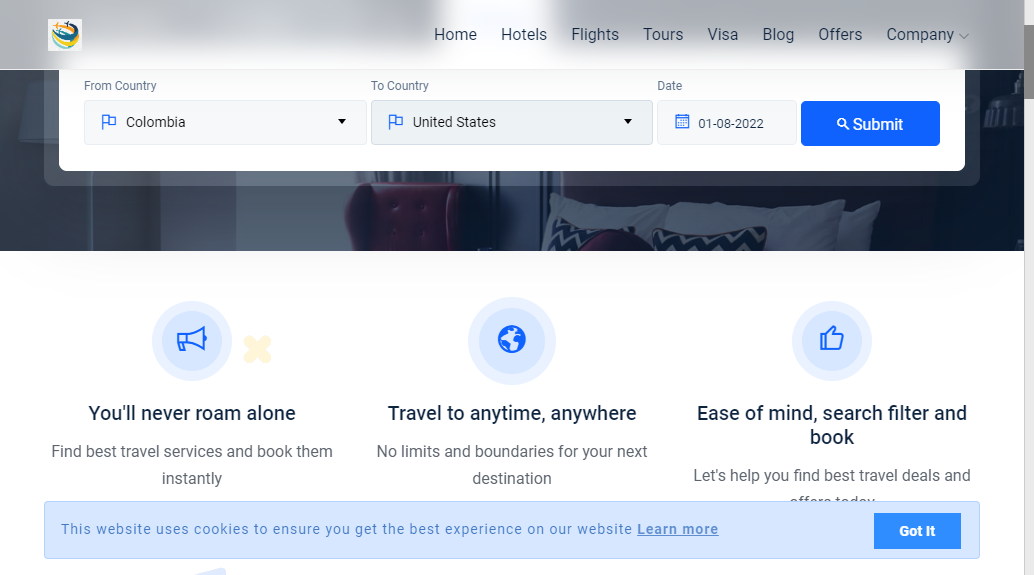 Home Hotels Flights Tours Visa Blog Offers Company
From Country To Country Date
Colombia United States 01-08-2022 Submit
You'll never roam alone
Find best travel services and book them
instantly
Travel to anytime, anywhere
No limits and boundaries for your next
destination
Ease of mind, search filter and
book
Let's help you find best travel deals and
offers today
This website uses cookies to ensure you get the best experience on our website Learn more
Got It